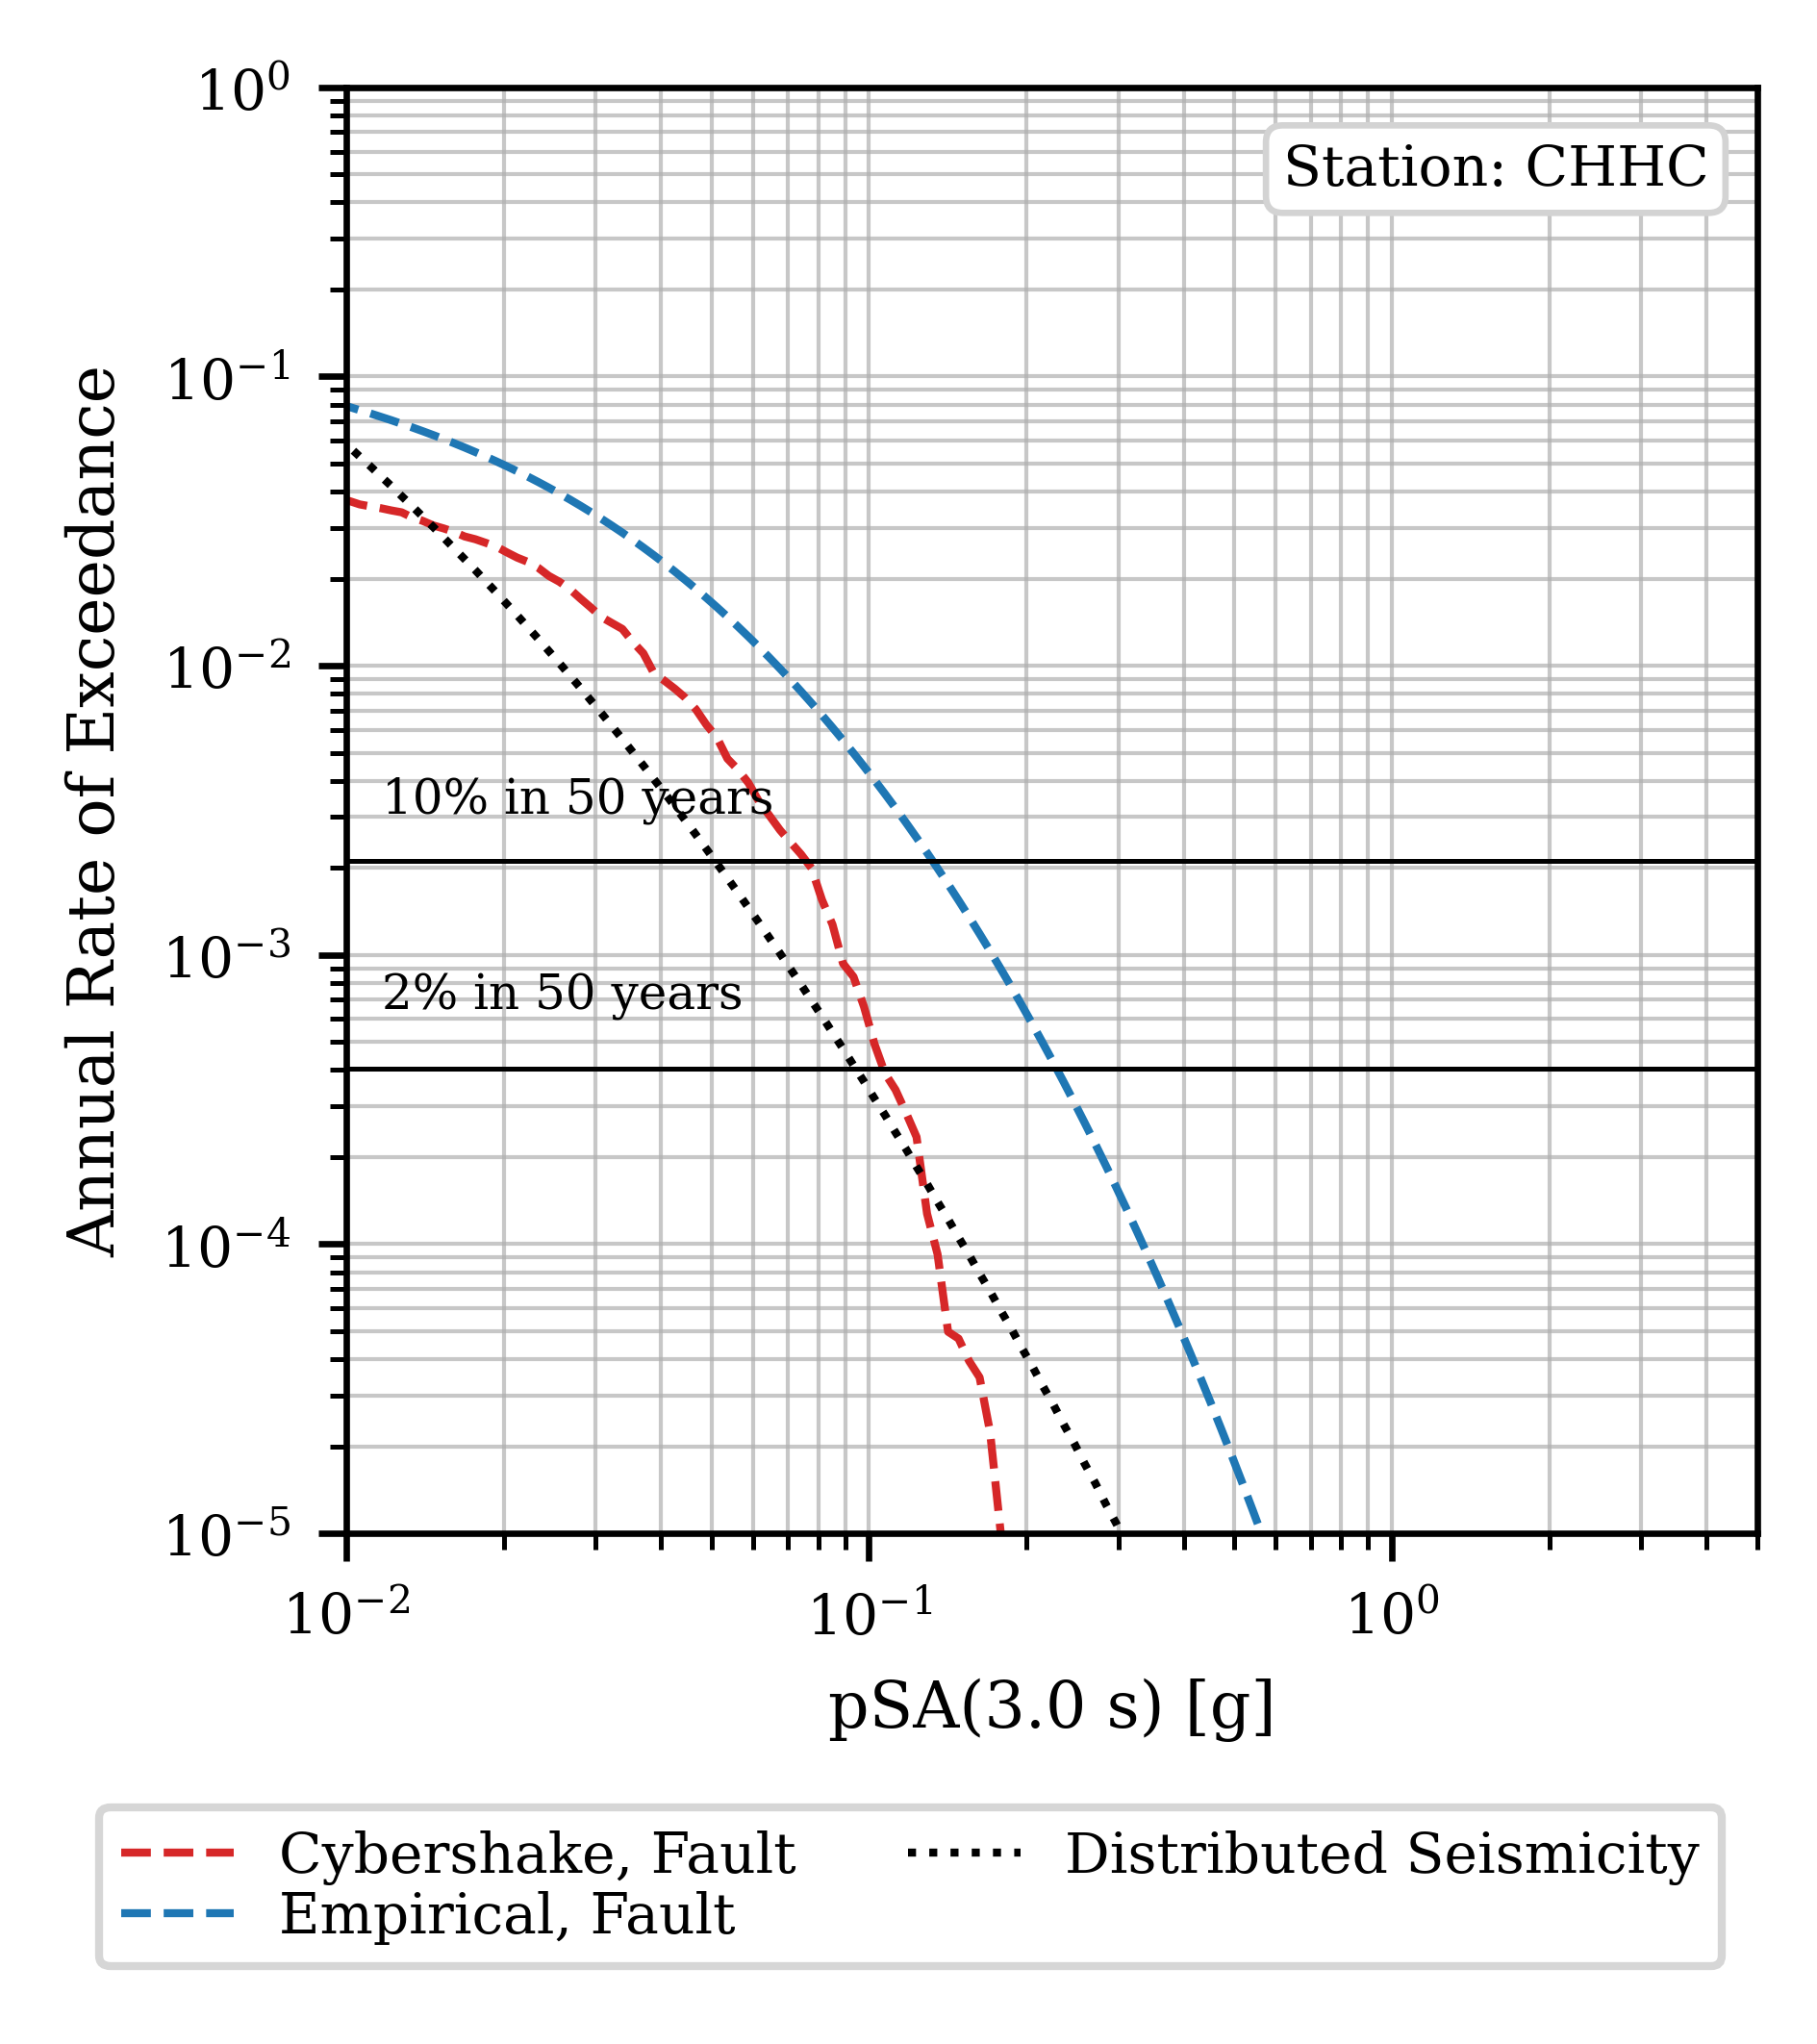 10⁰
Station: CHHC
10⁻¹
10⁻²
10% in 50 years
10⁻³
2% in 50 years
10⁻⁴
10⁻⁵
Annual Rate of Exceedance
10⁻²
10⁻¹
10⁰
pSA(3.0 s) [g]
Cybershake, Fault
Empirical, Fault
Distributed Seismicity